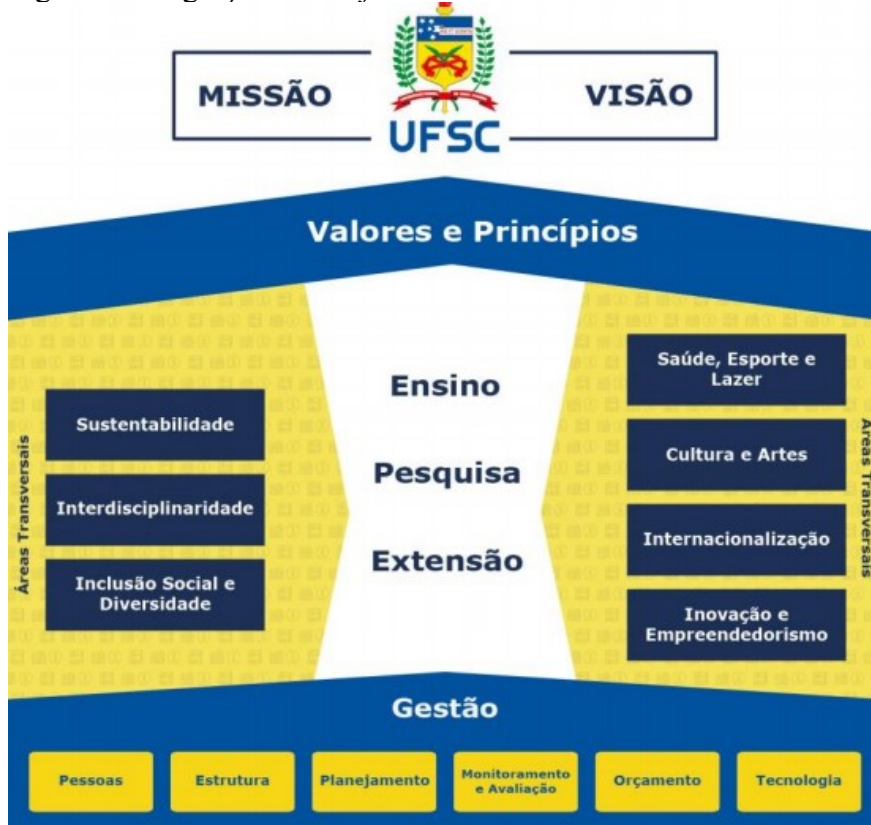 MISSÃO
VISÃO
UFSC
Valores e Princípios
Ensino
Pesquisa
Extensão
Áreas Transversais
Sustentabilidade
Interdisciplinaridade
Inclusão Social e
Diversidade
Saúde, Esporte e
Lazer
Cultura e Artes
Internacionalização
Inovação e
Empreendedorismo
Áreas Transversais
Gestão
Pessoas
Estrutura
Planejamento
Monitoramento
e Avaliação
Orçamento
Tecnologia